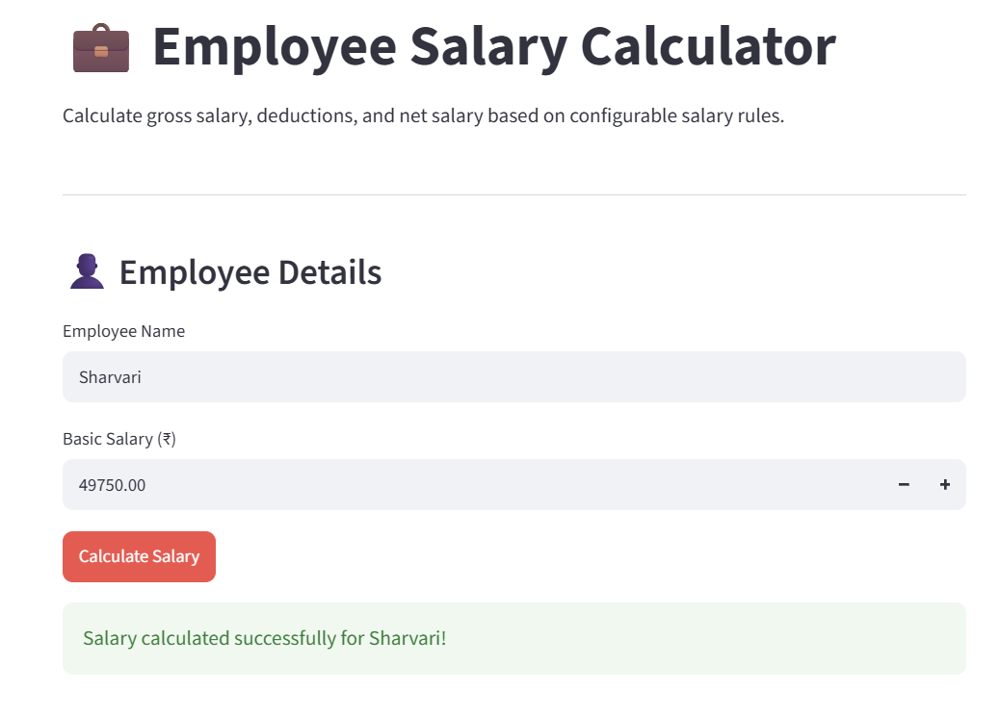 Employee Salary Calculator
Calculate gross salary, deductions, and net salary based on configurable salary rules.
Employee Details
Employee Name
Sharvari
Basic Salary (₹)
49750.00
Calculate Salary
Salary calculated successfully for Sharvari!